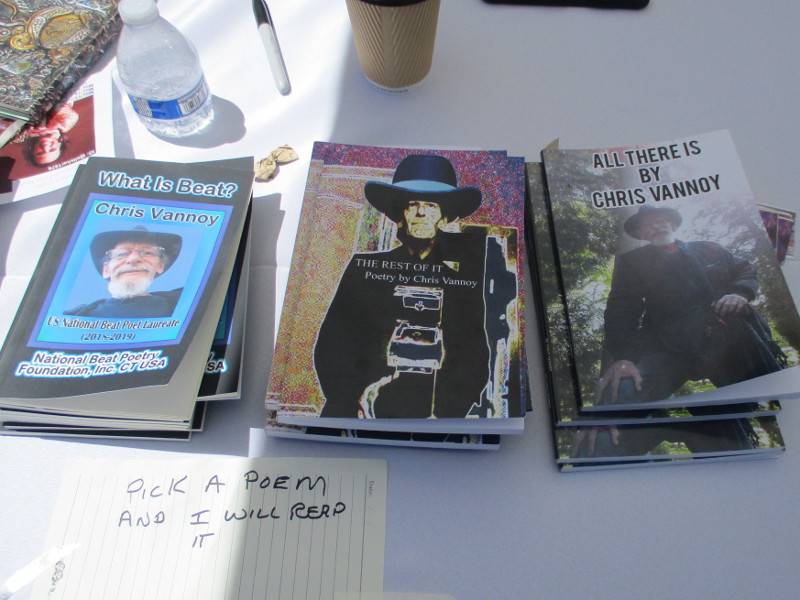 What Is Beat?
Chris Vannoy
US National Beat Poet Laureate
(2018-2019)
National Beat Poetry
Foundation, Inc. CT USA
USA
THE REST OF IT
Poetry by Chris Vannoy
ALL THERE IS
BY
CHRIS VANNOY
PICK A POEM
AND I WILL READ
IT
Date: